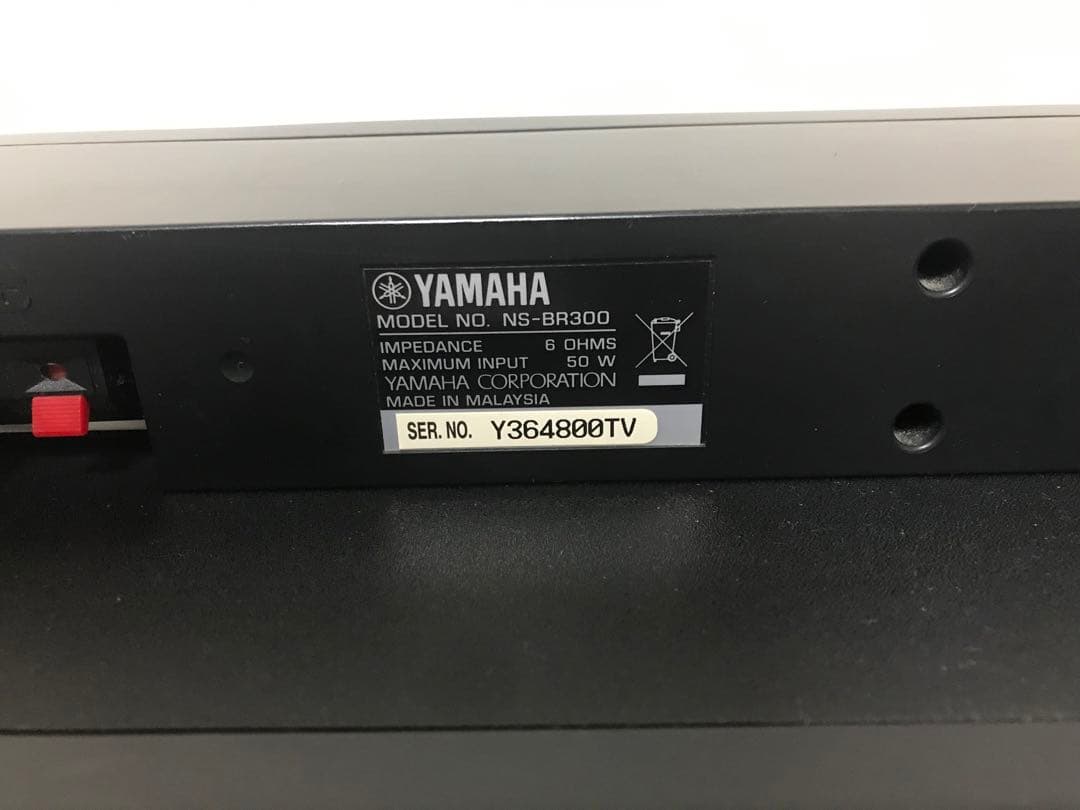 YAMAHA
MODEL NO. NS-BR300
IMPEDANCE 6 OHMS
MAXIMUM INPUT 50 W
YAMAHA CORPORATION
MADE IN MALAYSIA
SER. NO. Y364800TV